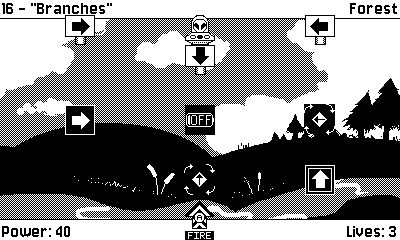 16 - "Branches"
Forest
OFF
FIRE
Power: 40
Lives: 3